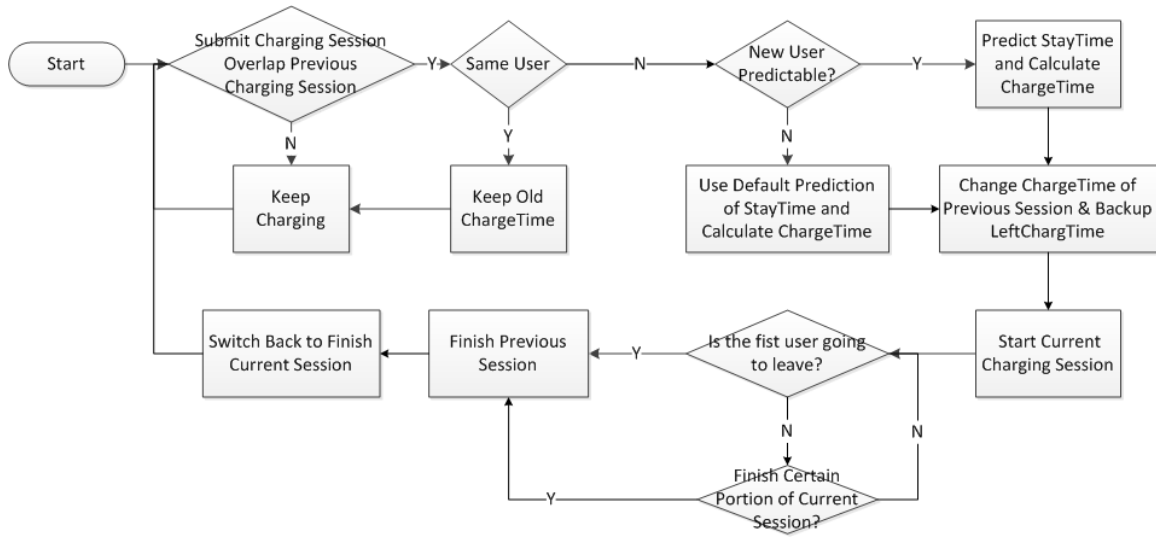 Start
Submit Charging Session
Overlap Previous
Charging Session
Y
Same User
N
New User
Predictable?
Y
Predict StayTime
and Calculate
ChargeTime
N
Y
N
Keep
Charging
Keep Old
ChargeTime
Use Default Prediction
of StayTime and
Calculate ChargeTime
Change ChargeTime of
Previous Session & Backup
LeftChargTime
Switch Back to Finish
Current Session
Finish Previous
Session
Y
Is the fist user going
to leave?
Start Current
Charging Session
N
N
Finish Certain
Portion of Current
Session?
Y